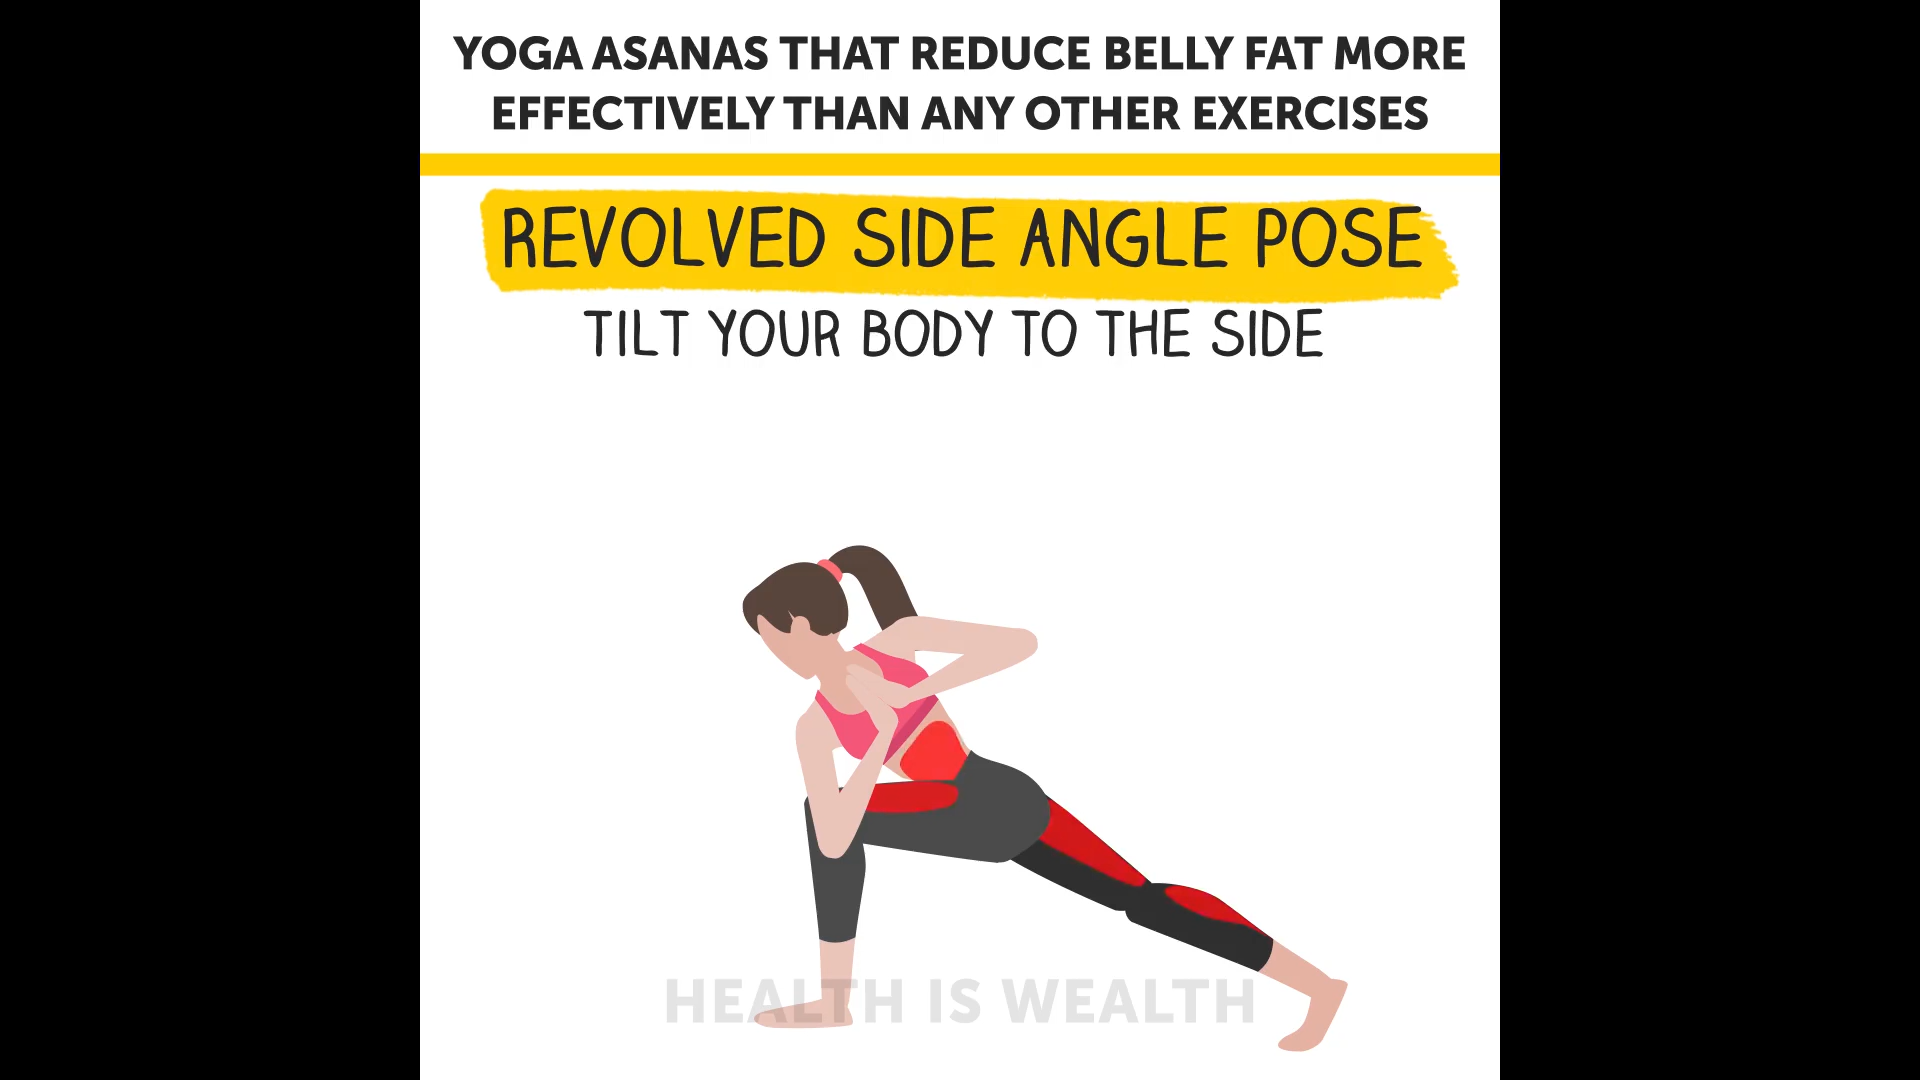 YOGA ASANAS THAT REDUCE BELLY FAT MORE
EFFECTIVELY THAN ANY OTHER EXERCISES
REVOLVED SIDE ANGLE POSE
TILT YOUR BODY TO THE SIDE
HEALTH IS WEALTH